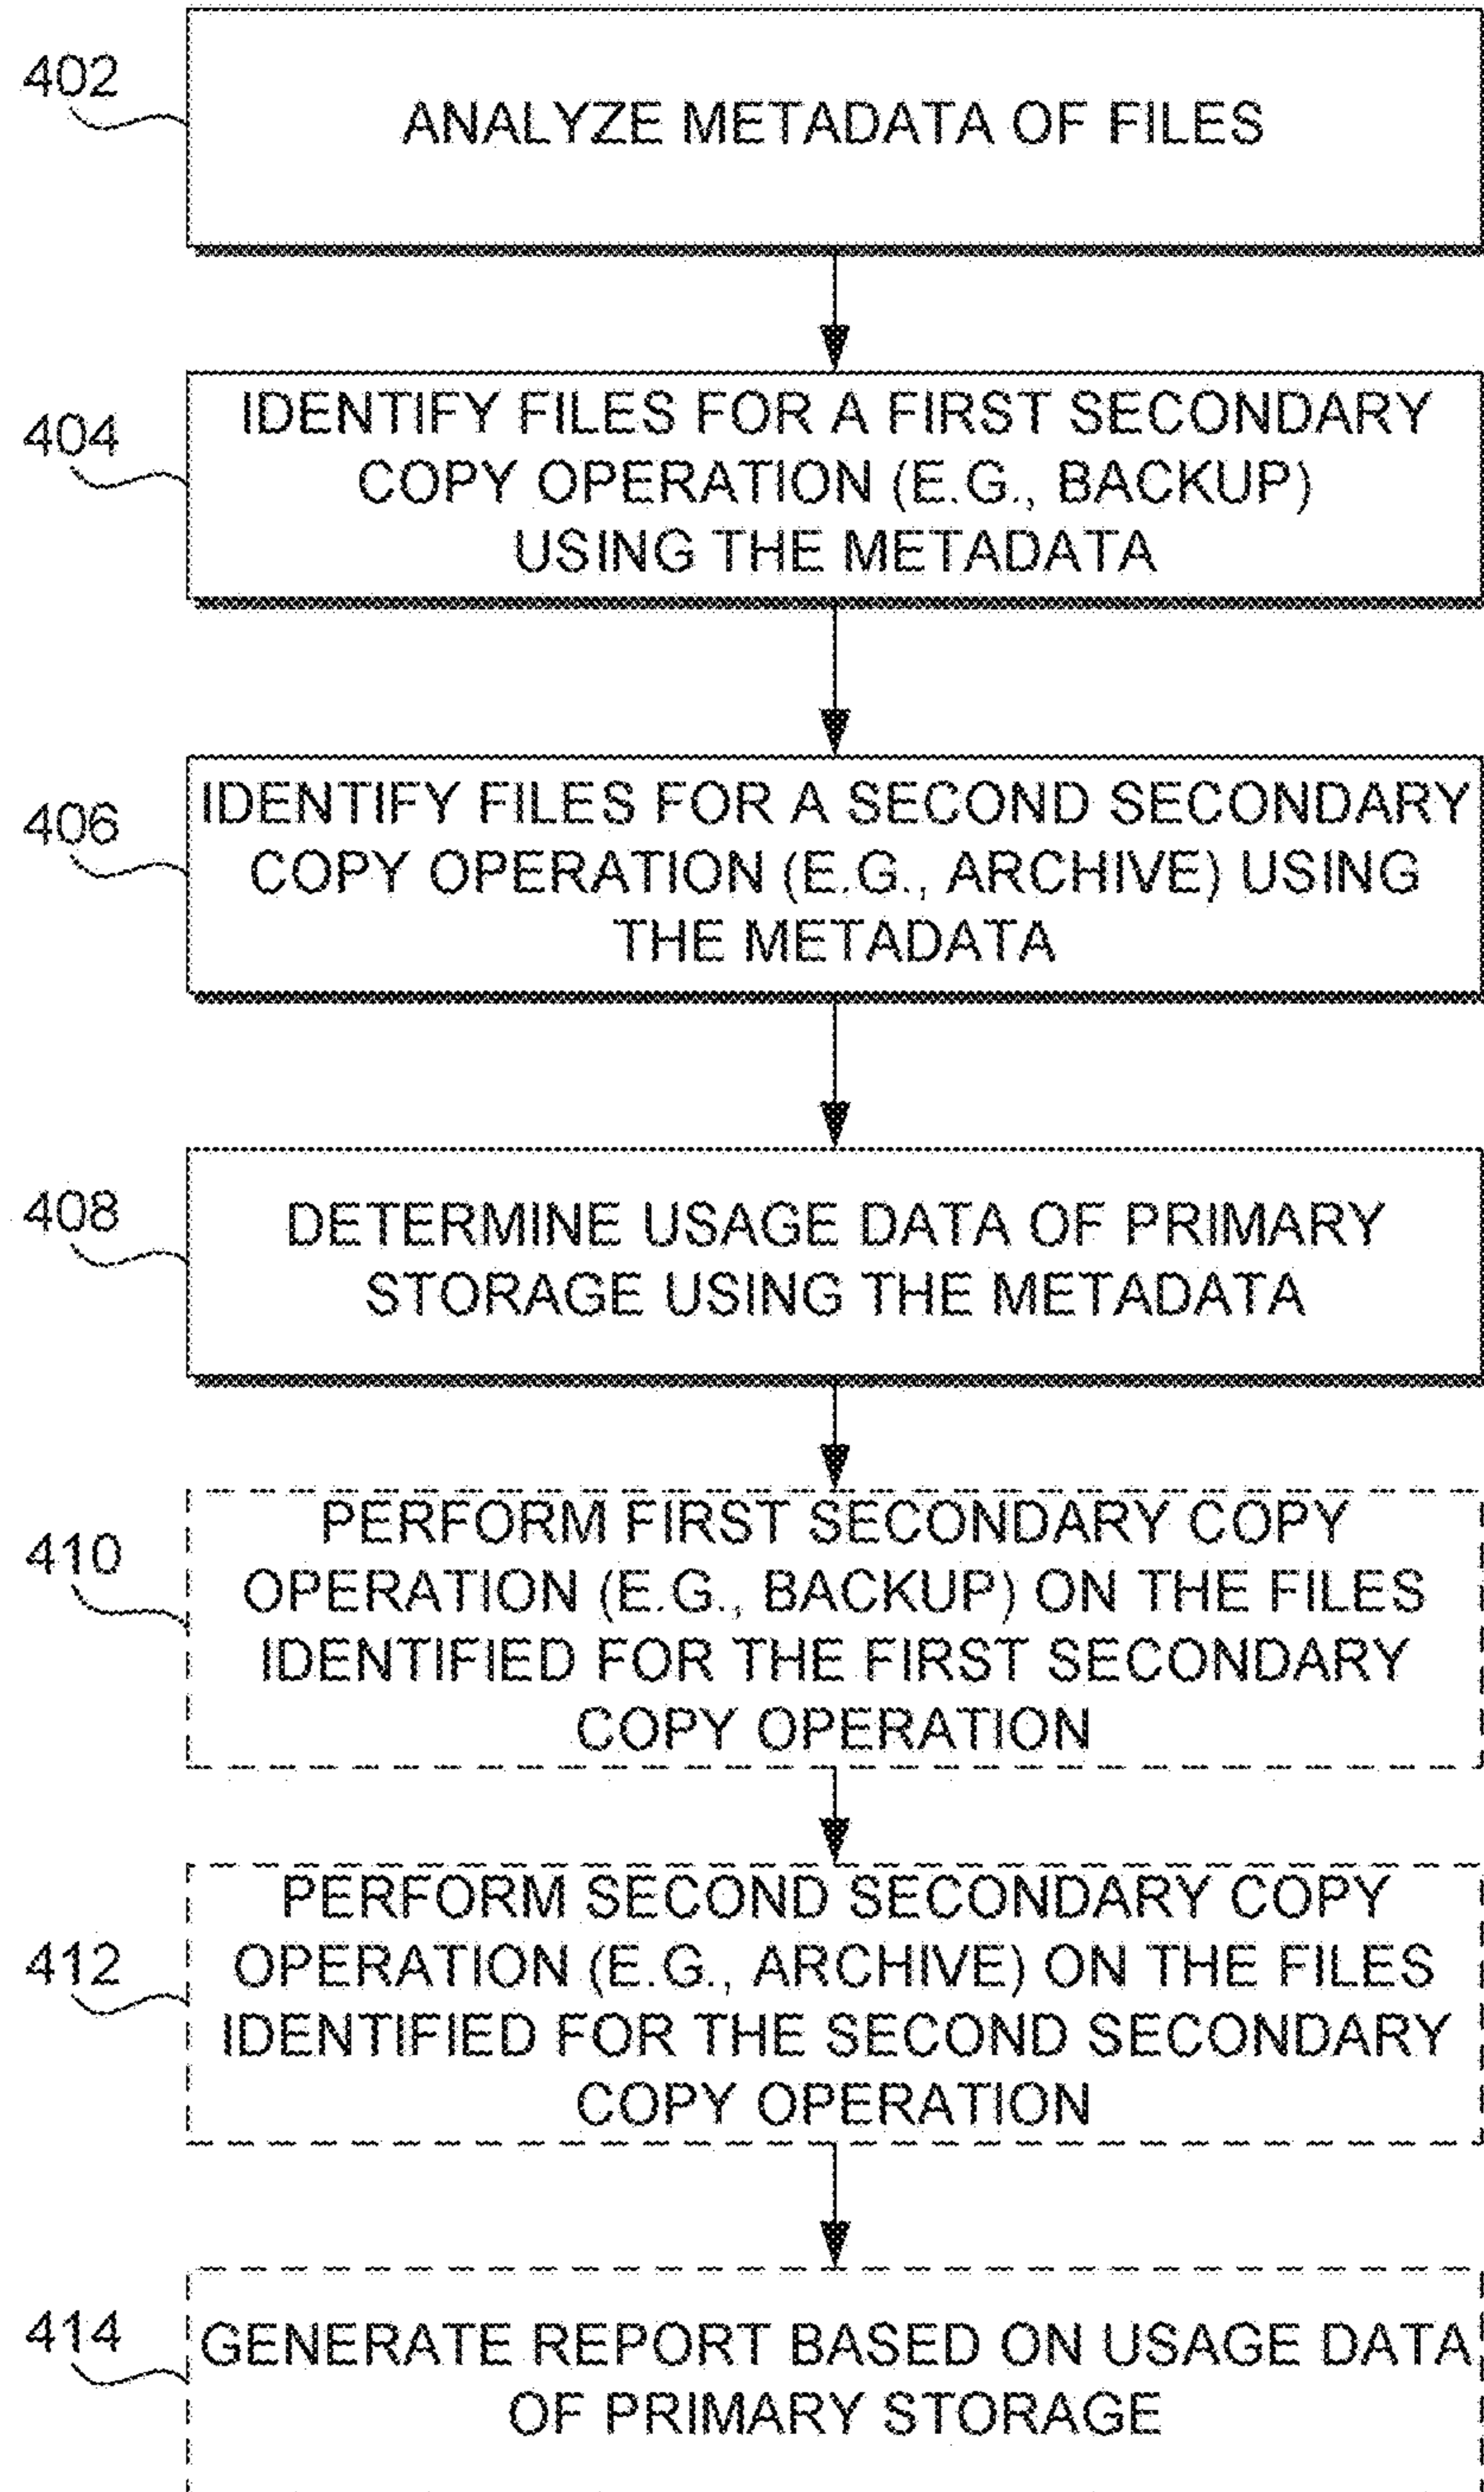 402
ANALYZE METADATA OF FILES
404
IDENTIFY FILES FOR A FIRST SECONDARY
COPY OPERATION (E.G., BACKUP)
USING THE METADATA
406
IDENTIFY FILES FOR A SECOND SECONDARY
COPY OPERATION (E.G., ARCHIVE) USING
THE METADATA
408
DETERMINE USAGE DATA OF PRIMARY
STORAGE USING THE METADATA
410
PERFORM FIRST SECONDARY COPY
OPERATION (E.G., BACKUP) ON THE FILES
IDENTIFIED FOR THE FIRST SECONDARY
COPY OPERATION
412
PERFORM SECOND SECONDARY COPY
OPERATION (E.G., ARCHIVE) ON THE FILES
IDENTIFIED FOR THE SECOND SECONDARY
COPY OPERATION
414
GENERATE REPORT BASED ON USAGE DATA
OF PRIMARY STORAGE